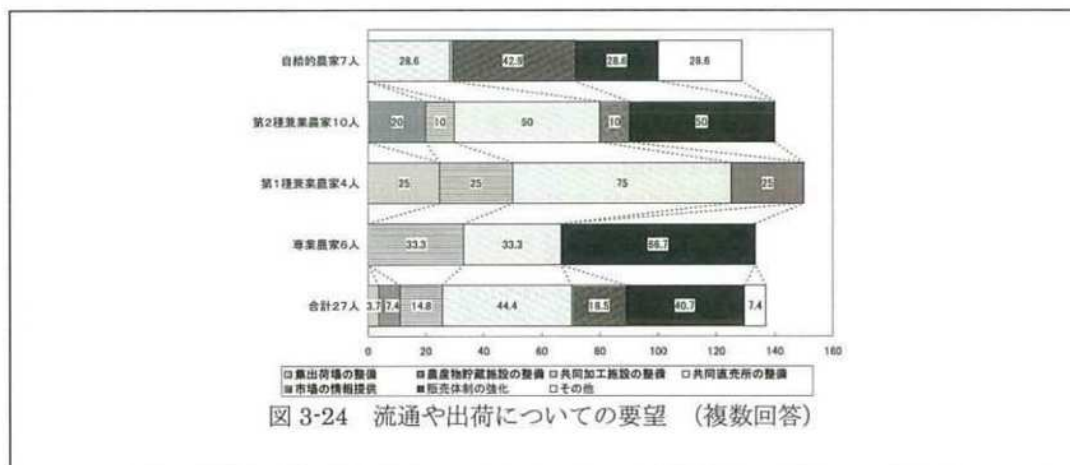 自給的農家7人
28.6 42.9 28.6 28.6
第2種兼業農家10人
20 10 50 10 50
第1種兼業農家4人
25 25 75 25
専業農家6人
33.3 33.3 66.7
合計27人
3.7 7.4 14.8 44.4 18.5 40.7 7.4
0 20 40 60 80 100 120 140 160
集出荷場の整備 農産物貯蔵施設の整備 共同加工施設の整備 共同直売所の整備
市場の情報提供 販売体制の強化 その他
図 3-24 流通や出荷についての要望 (複数回答)